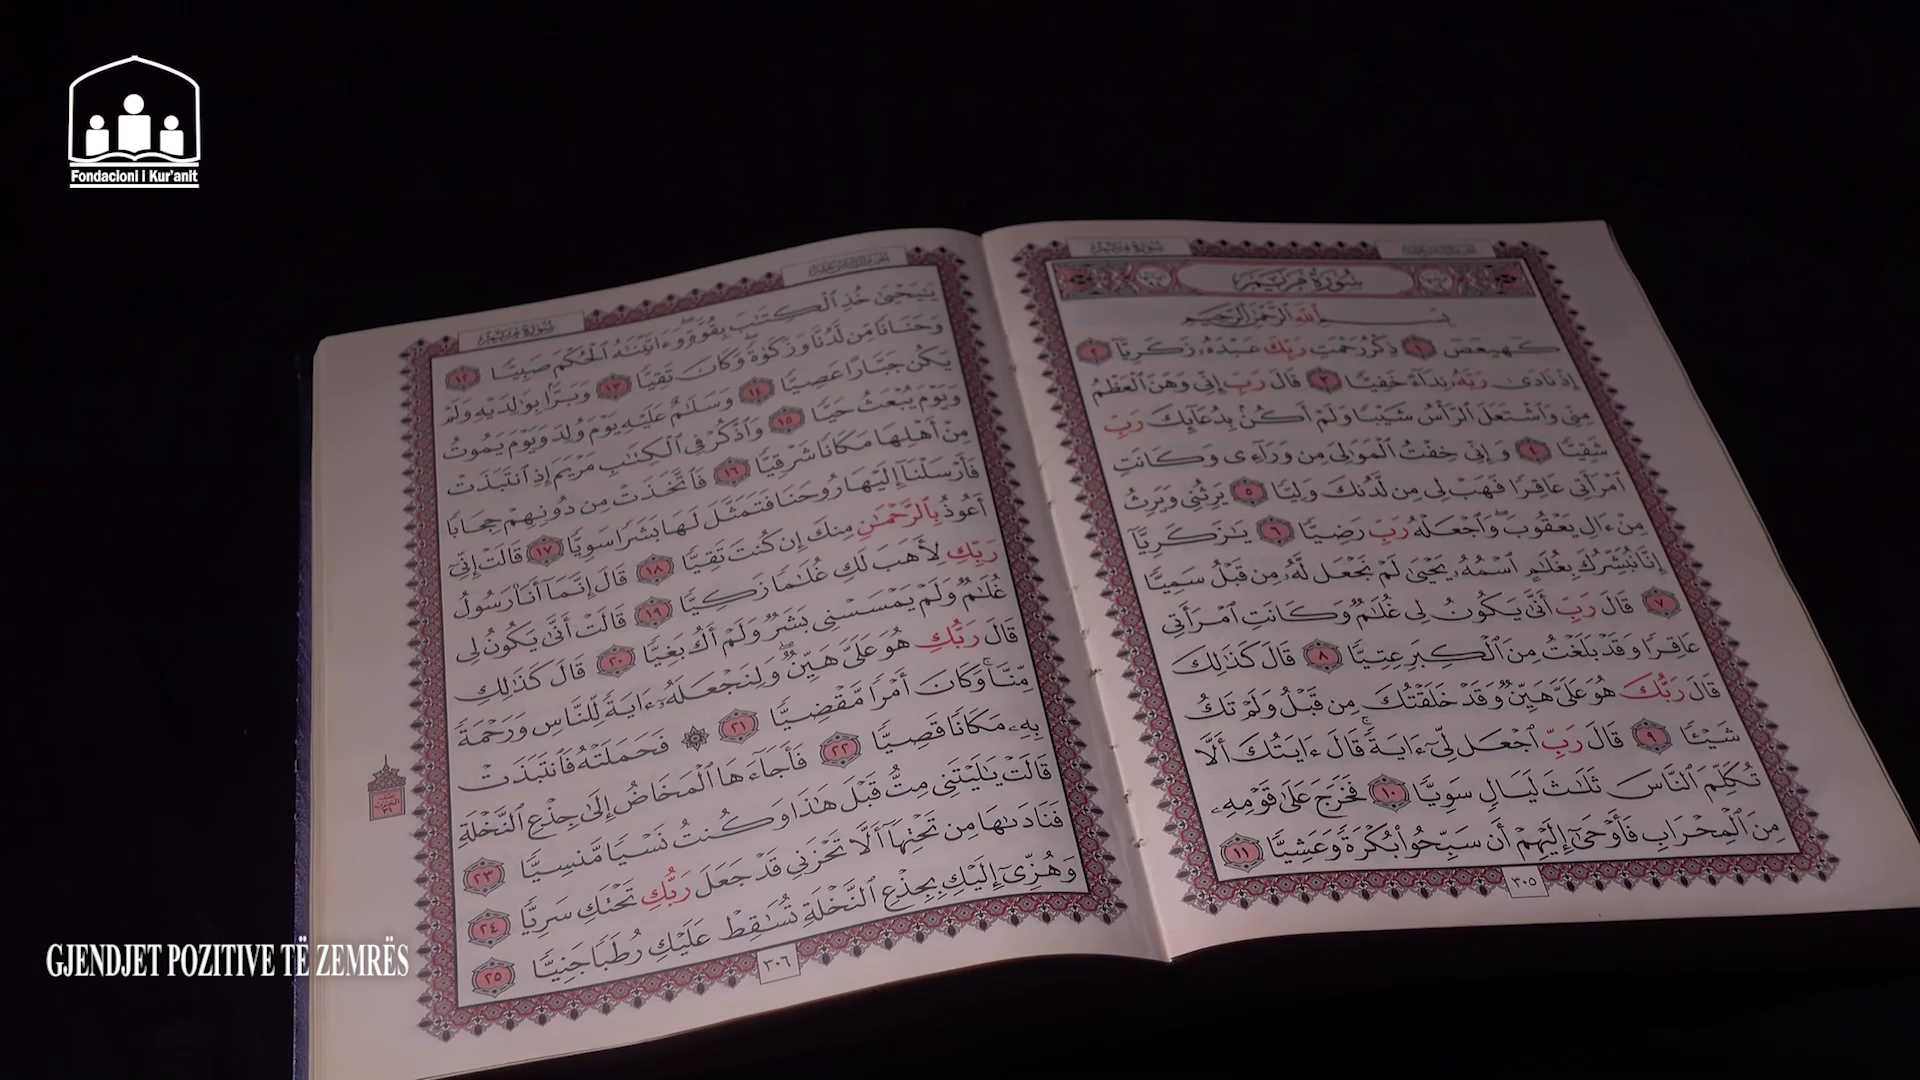 Fondacioni i Kur'anit
سُورَةُ مَرْيَمَ
سُورَةُ مَرْيَمَ
بِسْمِ ٱللَّهِ ٱلرَّحْمَٰنِ ٱلرَّحِيمِ
كٓهيعٓصٓ ١ ذِكْرُ رَحْمَتِ رَبِّكَ عَبْدَهُۥ زَكَرِيَّآ ٢
إِذْ نَادَىٰ رَبَّهُۥ نِدَآءً خَفِيًّا ٣ قَالَ رَبِّ إِنِّى وَهَنَ ٱلْعَظْمُ
مِنِّى وَٱشْتَعَلَ ٱلرَّأْسُ شَيْبًا وَلَمْ أَكُنۢ بِدُعَآئِكَ رَبِّ
شَقِيًّا ٤ وَإِنِّى خِفْتُ ٱلْمَوَٰلِىَ مِن وَرَآءِى وَكَانَتِ
ٱمْرَأَتِى عَاقِرًا فَهَبْ لِى مِن لَّدُنكَ وَلِيًّا ٥ يَرِثُنِى وَيَرِثُ
مِنْ ءَالِ يَعْقُوبَ ۖ وَٱجْعَلْهُ رَبِّ رَضِيًّا ٦ يَٰزَكَرِيَّآ
إِنَّا نُبَشِّرُكَ بِغُلَٰمٍ ٱسْمُهُۥ يَحْيَىٰ لَمْ نَجْعَل لَّهُۥ مِن قَبْلُ سَمِيًّا
٧ قَالَ رَبِّ أَنَّىٰ يَكُونُ لِى غُلَٰمٌ وَكَانَتِ ٱمْرَأَتِى
عَاقِرًا وَقَدْ بَلَغْتُ مِنَ ٱلْكِبَرِ عِتِيًّا ٨ قَالَ كَذَٰلِكَ
قَالَ رَبُّكَ هُوَ عَلَىَّ هَيِّنٌ وَقَدْ خَلَقْتُكَ مِن قَبْلُ وَلَمْ تَكُ
شَيْـًٔا ٩ قَالَ رَبِّ ٱجْعَل لِّىٓ ءَايَةً ۚ قَالَ ءَايَتُكَ أَلَّا
تُكَلِّمَ ٱلنَّاسَ ثَلَٰثَ لَيَالٍ سَوِيًّا ١٠ فَخَرَجَ عَلَىٰ قَوْمِهِۦ
مِنَ ٱلْمِحْرَابِ فَأَوْحَىٰٓ إِلَيْهِمْ أَن سَبِّحُوا۟ بُكْرَةً وَعَشِيًّا ١١
٣٠٥
سُورَةُ مَرْيَمَ
يَٰيَحْيَىٰ خُذِ ٱلْكِتَٰبَ بِقُوَّةٍ ۖ وَءَاتَيْنَٰهُ ٱلْحُكْمَ صَبِيًّا ١٢
وَحَنَانًا مِّن لَّدُنَّا وَزَكَوٰةً ۖ وَكَانَ تَقِيًّا ١٣ وَبَرًّۢا بِوَٰلِدَيْهِ وَلَمْ
يَكُن جَبَّارًا عَصِيًّا ١٤ وَسَلَٰمٌ عَلَيْهِ يَوْمَ وُلِدَ وَيَوْمَ يَمُوتُ
وَيَوْمَ يُبْعَثُ حَيًّا ١٥ وَٱذْكُرْ فِى ٱلْكِتَٰبِ مَرْيَمَ إِذِ ٱنتَبَذَتْ
مِنْ أَهْلِهَا مَكَانًا شَرْقِيًّا ١٦ فَٱتَّخَذَتْ مِن دُونِهِمْ حِجَابًا
فَأَرْسَلْنَآ إِلَيْهَا رُوحَنَا فَتَمَثَّلَ لَهَا بَشَرًا سَوِيًّا ١٧ قَالَتْ إِنِّىٓ
أَعُوذُ بِٱلرَّحْمَٰنِ مِنكَ إِن كُنتَ تَقِيًّا ١٨ قَالَ إِنَّمَآ أَنَا۠ رَسُولُ
رَبِّكِ لِأَهَبَ لَكِ غُلَٰمًا زَكِيًّا ١٩ قَالَتْ أَنَّىٰ يَكُونُ لِى
غُلَٰمٌ وَلَمْ يَمْسَسْنِى بَشَرٌ وَلَمْ أَكُ بَغِيًّا ٢٠ قَالَ كَذَٰلِكِ
قَالَ رَبُّكِ هُوَ عَلَىَّ هَيِّنٌ ۖ وَلِنَجْعَلَهُۥٓ ءَايَةً لِّلنَّاسِ وَرَحْمَةً
مِّنَّا ۚ وَكَانَ أَمْرًا مَّقْضِيًّا ٢١ ۞ فَحَمَلَتْهُ فَٱنتَبَذَتْ
بِهِۦ مَكَانًا قَصِيًّا ٢٢ فَأَجَآءَهَا ٱلْمَخَاضُ إِلَىٰ جِذْعِ ٱلنَّخْلَةِ
قَالَتْ يَٰلَيْتَنِى مِتُّ قَبْلَ هَٰذَا وَكُنتُ نَسْيًا مَّنسِيًّا ٢٣
فَنَادَىٰهَا مِن تَحْتِهَآ أَلَّا تَحْزَنِى قَدْ جَعَلَ رَبُّكِ تَحْتَكِ سَرِيًّا ٢٤
وَهُزِّىٓ إِلَيْكِ بِجِذْعِ ٱلنَّخْلَةِ تُسَٰقِطْ عَلَيْكِ رُطَبًا جَنِيًّا ٢٥
٣٠٦
GJENDJET POZITIVE TË ZEMRËS